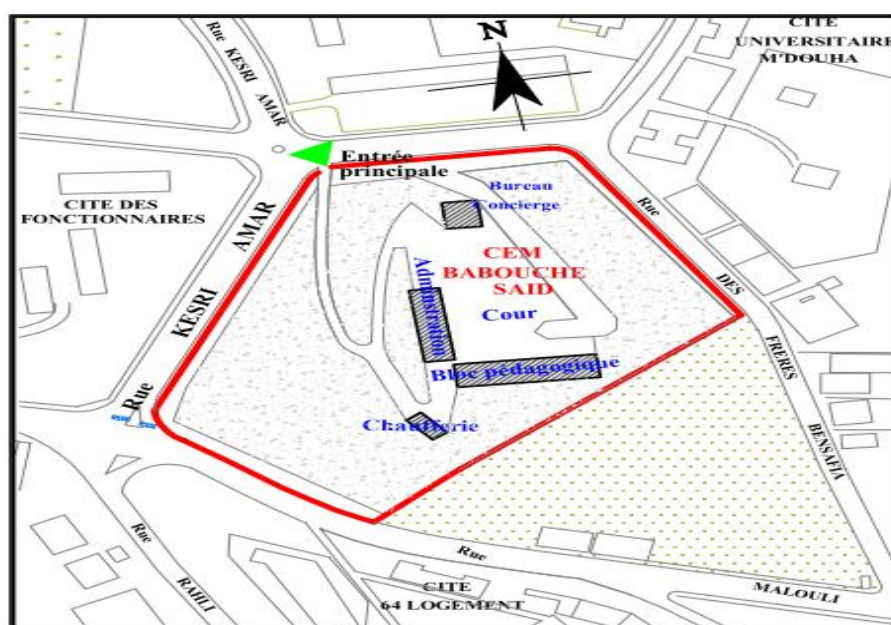 CITE
UNIVERSITAIRE
M'DOUHA
Rue KESRI AMAR
N
Entrée
principale
Bureau
Concierge
CITE DES
FONCTIONNAIRES
Rue KESRI AMAR
CEM
BABOUCHE
SAID
Administration
Cour
Bloc pédagogique
Chaufferie
Rue DES FRERES BENSAFIA
Rue RAHLI
Rue MALOULI
CITE
64 LOGEMENT